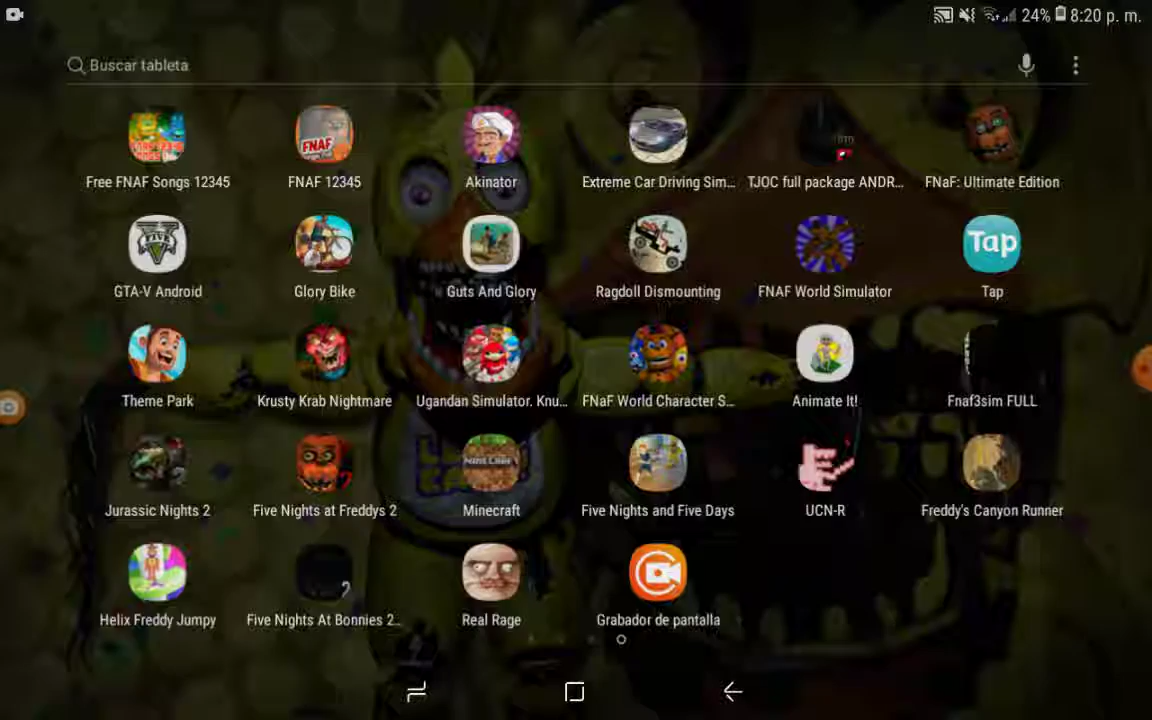 24% 8:20 p. m.
Buscar tableta
Free FNAF Songs 12345
FNAF 12345
Akinator
Extreme Car Driving Sim...
TJOC full package ANDR...
FNaF: Ultimate Edition
FNAF
FIVE
Tap
GTA-V Android
Glory Bike
Guts And Glory
Ragdoll Dismounting
FNAF World Simulator
Tap
Theme Park
Krusty Krab Nightmare
Ugandan Simulator. Knu...
FNaF World Character S...
Animate It!
Fnaf3sim FULL
MINECRAFT
Jurassic Nights 2
Five Nights at Freddys 2
Minecraft
Five Nights and Five Days
UCN-R
Freddy's Canyon Runner
Helix Freddy Jumpy
Five Nights At Bonnies 2...
Real Rage
Grabador de pantalla